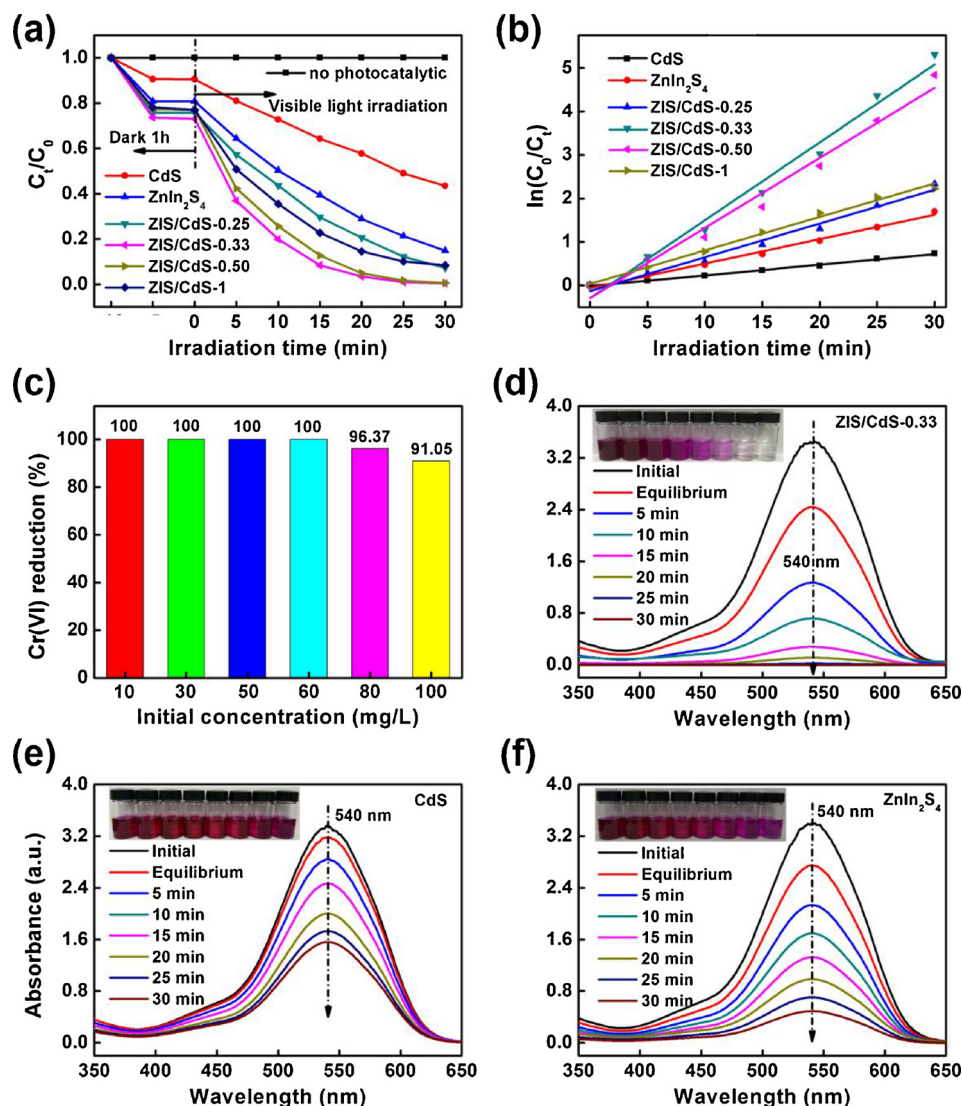 (a)
1.0
0.8
0.6
0.4
0.2
0.0
Ct/C0
no photocatalytic
Visible light irradiation
Dark 1h
CdS
ZnIn2S4
ZIS/CdS-0.25
ZIS/CdS-0.33
ZIS/CdS-0.50
ZIS/CdS-1
0 5 10 15 20 25 30
Irradiation time (min)
(b)
5
4
3
2
1
0
ln(C0/Ct)
CdS
ZnIn2S4
ZIS/CdS-0.25
ZIS/CdS-0.33
ZIS/CdS-0.50
ZIS/CdS-1
0 5 10 15 20 25 30
Irradiation time (min)
(c)
100
80
60
40
20
0
Cr(VI) reduction (%)
100 100 100 100 96.37 91.05
10 30 50 60 80 100
Initial concentration (mg/L)
(d)
4.0
3.2
2.4
1.6
0.8
0.0
ZIS/CdS-0.33
Initial
Equilibrium
5 min
10 min
15 min
20 min
25 min
30 min
540 nm
350 400 450 500 550 600 650
Wavelength (nm)
(e)
4.0
3.2
2.4
1.6
0.8
0.0
Absorbance (a.u.)
CdS
540 nm
Initial
Equilibrium
5 min
10 min
15 min
20 min
25 min
30 min
350 400 450 500 550 600 650
Wavelength (nm)
(f)
4.0
3.2
2.4
1.6
0.8
0.0
ZnIn2S4
540 nm
Initial
Equilibrium
5 min
10 min
15 min
20 min
25 min
30 min
350 400 450 500 550 600 650
Wavelength (nm)